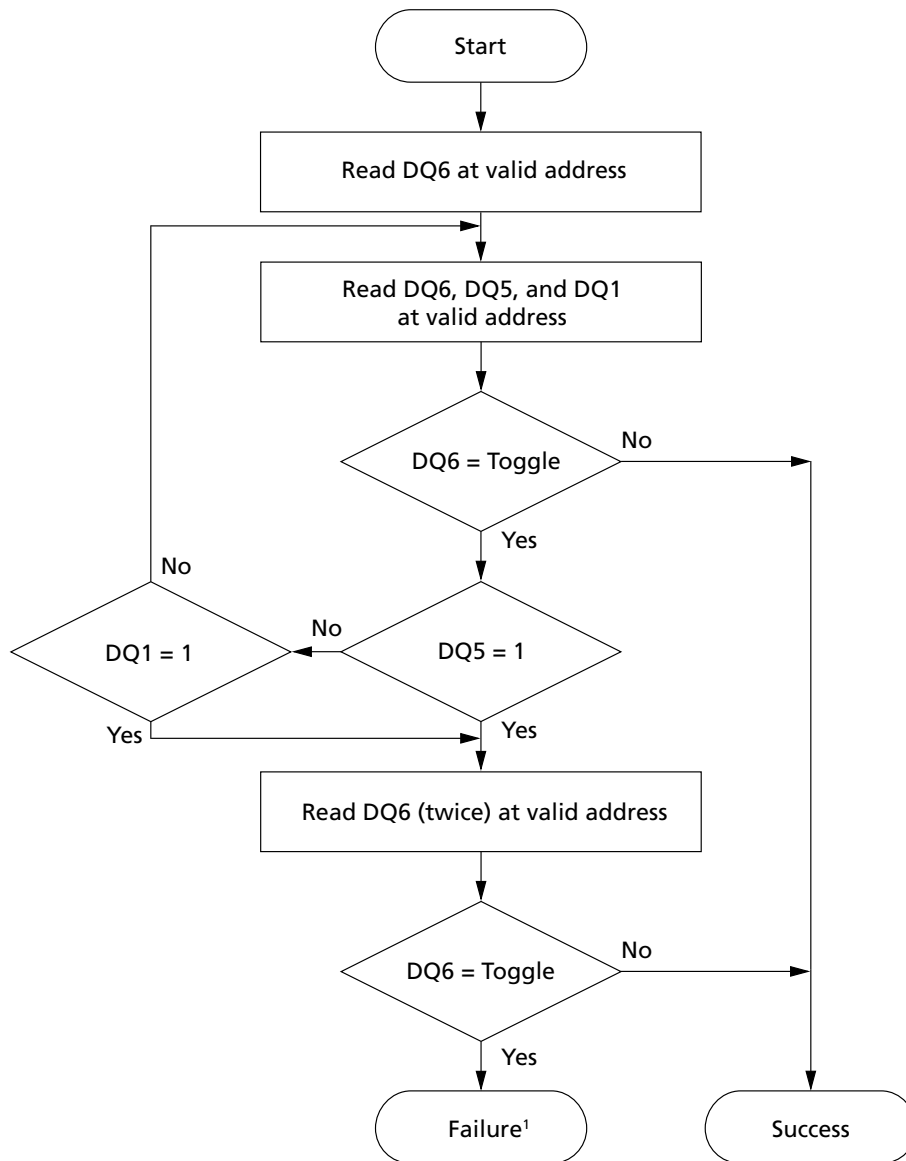 Start
Read DQ6 at valid address
Read DQ6, DQ5, and DQ1
at valid address
DQ6 = Toggle
No
Yes
No
DQ1 = 1
No
DQ5 = 1
Yes
Yes
Read DQ6 (twice) at valid address
DQ6 = Toggle
No
Yes
Failure¹
Success